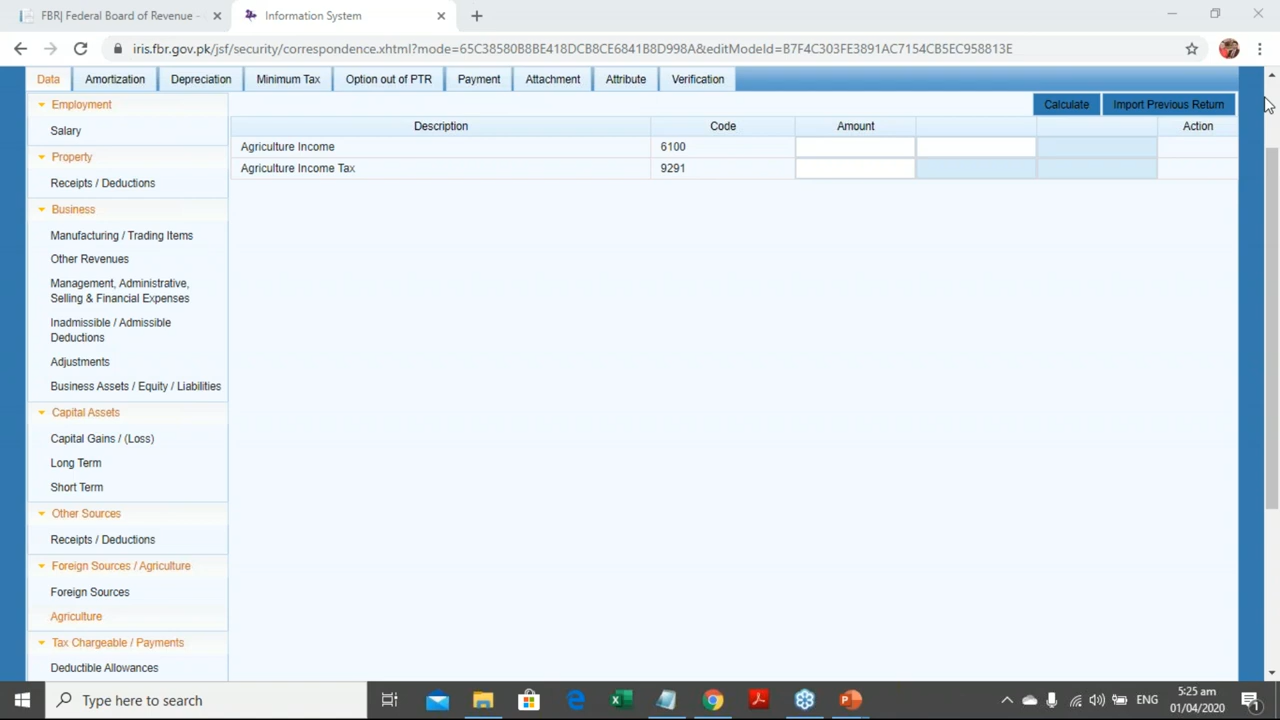 FBR| Federal Board of Revenue -
Information System
iris.fbr.gov.pk/jsf/security/correspondence.xhtml?mode=65C38580B8BE418DCB8CE6841B8D998A&editModeId=B7F4C303FE3891AC7154CB5EC958813E
Data Amortization Depreciation Minimum Tax Option out of PTR Payment Attachment Attribute Verification
Employment
Salary
Property
Receipts / Deductions
Business
Manufacturing / Trading Items
Other Revenues
Management, Administrative,
Selling & Financial Expenses
Inadmissible / Admissible
Deductions
Adjustments
Business Assets / Equity / Liabilities
Capital Assets
Capital Gains / (Loss)
Long Term
Short Term
Other Sources
Receipts / Deductions
Foreign Sources / Agriculture
Foreign Sources
Agriculture
Tax Chargeable / Payments
Deductible Allowances
Calculate Import Previous Return
Description Code Amount Action
Agriculture Income 6100
Agriculture Income Tax 9291
Type here to search
ENG
5:25 am
01/04/2020
1